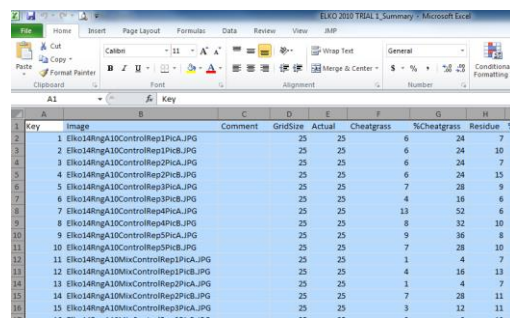 ELKO 2010 TRIAL 1_Summary - Microsoft Excel
File Home Insert Page Layout Formulas Data Review View JMP
Cut Calibri 11 A A Wrap Text General
Paste Copy Conditional
Format Painter B I U A Merge & Center $ % , Formatting
Clipboard Font Alignment Number
A1 fx Key
A B C D E F G H
1 Key Image Comment GridSize Actual Cheatgrass %Cheatgrass Residue
2 1 Elko14RngA10ControlRep1PicA.JPG 25 25 6 24 7
3 2 Elko14RngA10ControlRep1PicB.JPG 25 25 6 24 10
4 3 Elko14RngA10ControlRep2PicA.JPG 25 25 6 24 7
5 4 Elko14RngA10ControlRep2PicB.JPG 25 25 6 24 15
6 5 Elko14RngA10ControlRep3PicA.JPG 25 25 7 28 9
7 6 Elko14RngA10ControlRep3PicB.JPG 25 25 4 16 6
8 7 Elko14RngA10ControlRep4PicA.JPG 25 25 13 52 6
9 8 Elko14RngA10ControlRep4PicB.JPG 25 25 8 32 10
10 9 Elko14RngA10ControlRep5PicA.JPG 25 25 9 36 8
11 10 Elko14RngA10ControlRep5PicB.JPG 25 25 7 28 10
12 11 Elko14RngA10MixControlRep1PicA.JPG 25 25 1 4 7
13 12 Elko14RngA10MixControlRep1PicB.JPG 25 25 4 16 13
14 13 Elko14RngA10MixControlRep2PicA.JPG 25 25 1 4 7
15 14 Elko14RngA10MixControlRep2PicB.JPG 25 25 7 28 11
16 15 Elko14RngA10MixControlRep3PicA.JPG 25 25 3 12 11